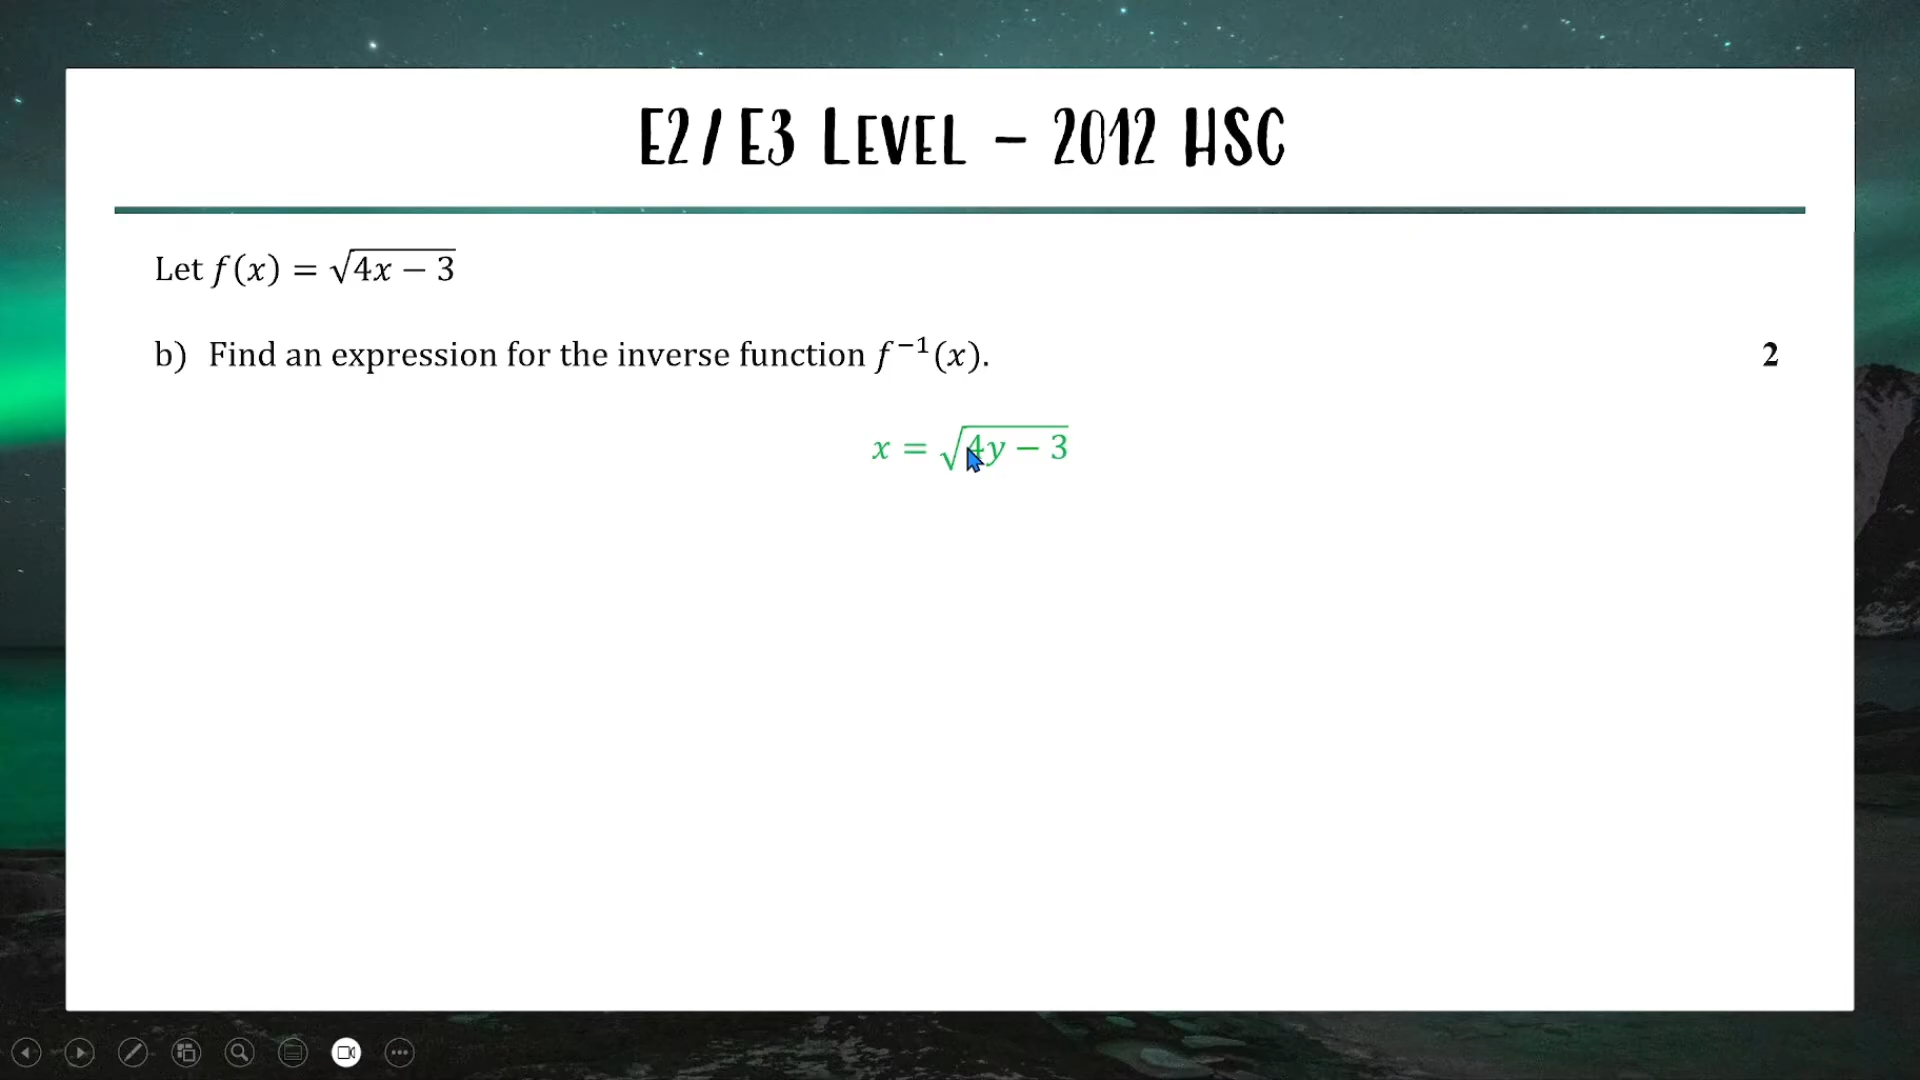 E2/E3 LEVEL – 2012 HSC
Let f(x) = √(4x − 3)
b) Find an expression for the inverse function f⁻¹(x). 2
x = √(4y − 3)